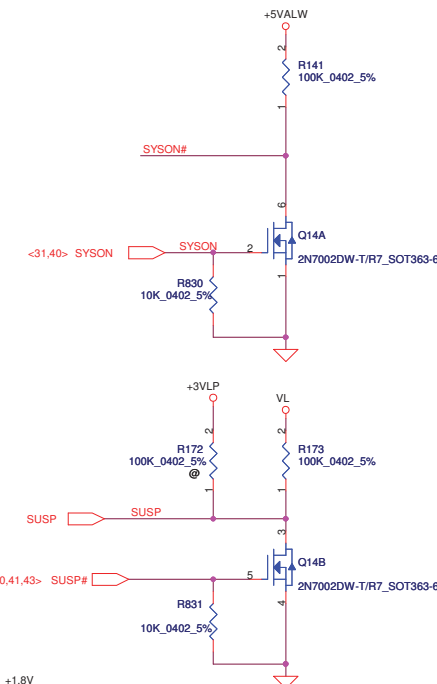 +5VALW
2
R141
100K_0402_5%
1
SYSON#
6
Q14A
<31,40> SYSON
SYSON
2
2N7002DW-T/R7_SOT363-6
R830
10K_0402_5%
1
+3VLP
VL
2
2
R172
R173
100K_0402_5%
100K_0402_5%
@
1
1
SUSP
SUSP
3
Q14B
0,41,43> SUSP#
5
2N7002DW-T/R7_SOT363-6
R831
4
10K_0402_5%
+1.8V